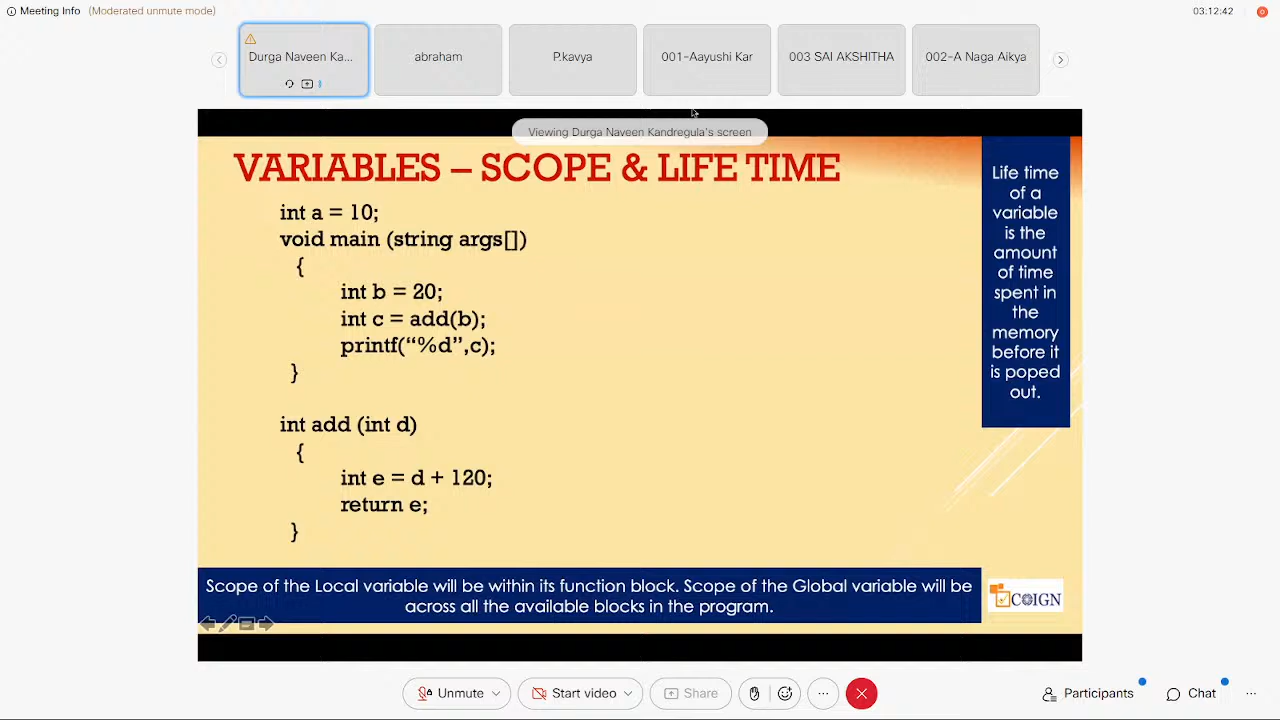 Meeting Info (Moderated unmute mode) 03:12:42
Durga Naveen Ka... abraham P.kavya 001-Aayushi Kar 003 SAI AKSHITHA 002-A Naga Aikya
Viewing Durga Naveen Kandregula's screen
VARIABLES – SCOPE & LIFE TIME
int a = 10;
void main (string args[])
{
int b = 20;
int c = add(b);
printf(“%d”,c);
}
int add (int d)
{
int e = d + 120;
return e;
}
Life time
of a
variable
is the
amount
of time
spent in
the
memory
before it
is poped
out.
Scope of the Local variable will be within its function block. Scope of the Global variable will be
across all the available blocks in the program.
COIGN
Unmute Start video Share ... Participants Chat ...